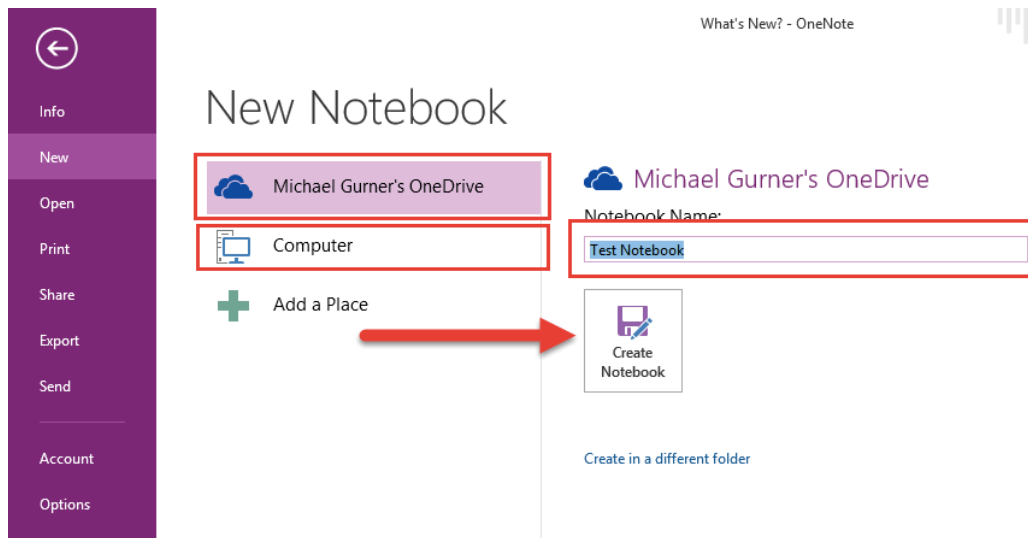 What's New? - OneNote
Info
New
Open
Print
Share
Export
Send
Account
Options
New Notebook
Michael Gurner's OneDrive
Computer
Add a Place
Michael Gurner's OneDrive
Notebook Name:
Test Notebook
Create
Notebook
Create in a different folder